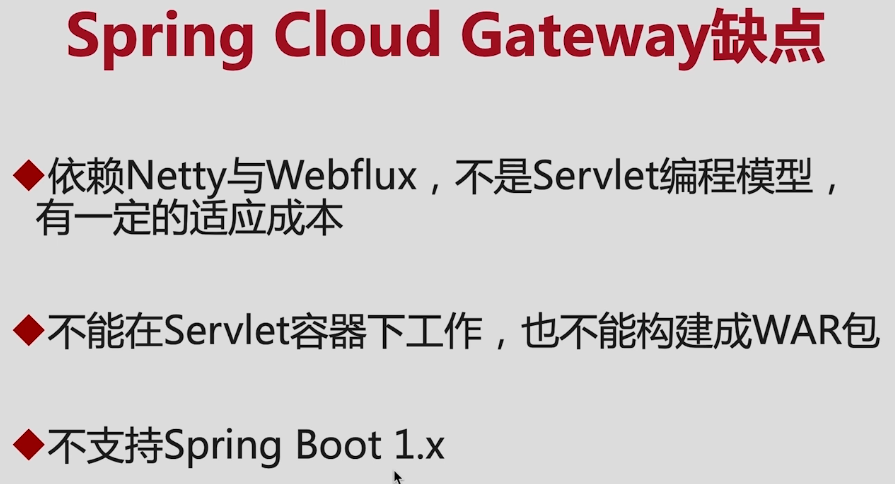 Spring Cloud Gateway缺点
◆依赖Netty与Webflux，不是Servlet编程模型，
有一定的适应成本
◆不能在Servlet容器下工作，也不能构建成WAR包
◆不支持Spring Boot 1.x